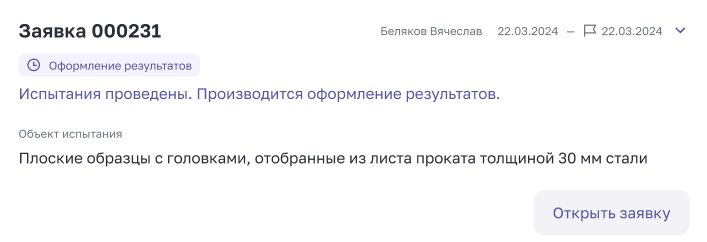 Заявка 000231
Беляков Вячеслав 22.03.2024 — 22.03.2024
Оформление результатов
Испытания проведены. Производится оформление результатов.
Объект испытания
Плоские образцы с головками, отобранные из листа проката толщиной 30 мм стали
Открыть заявку